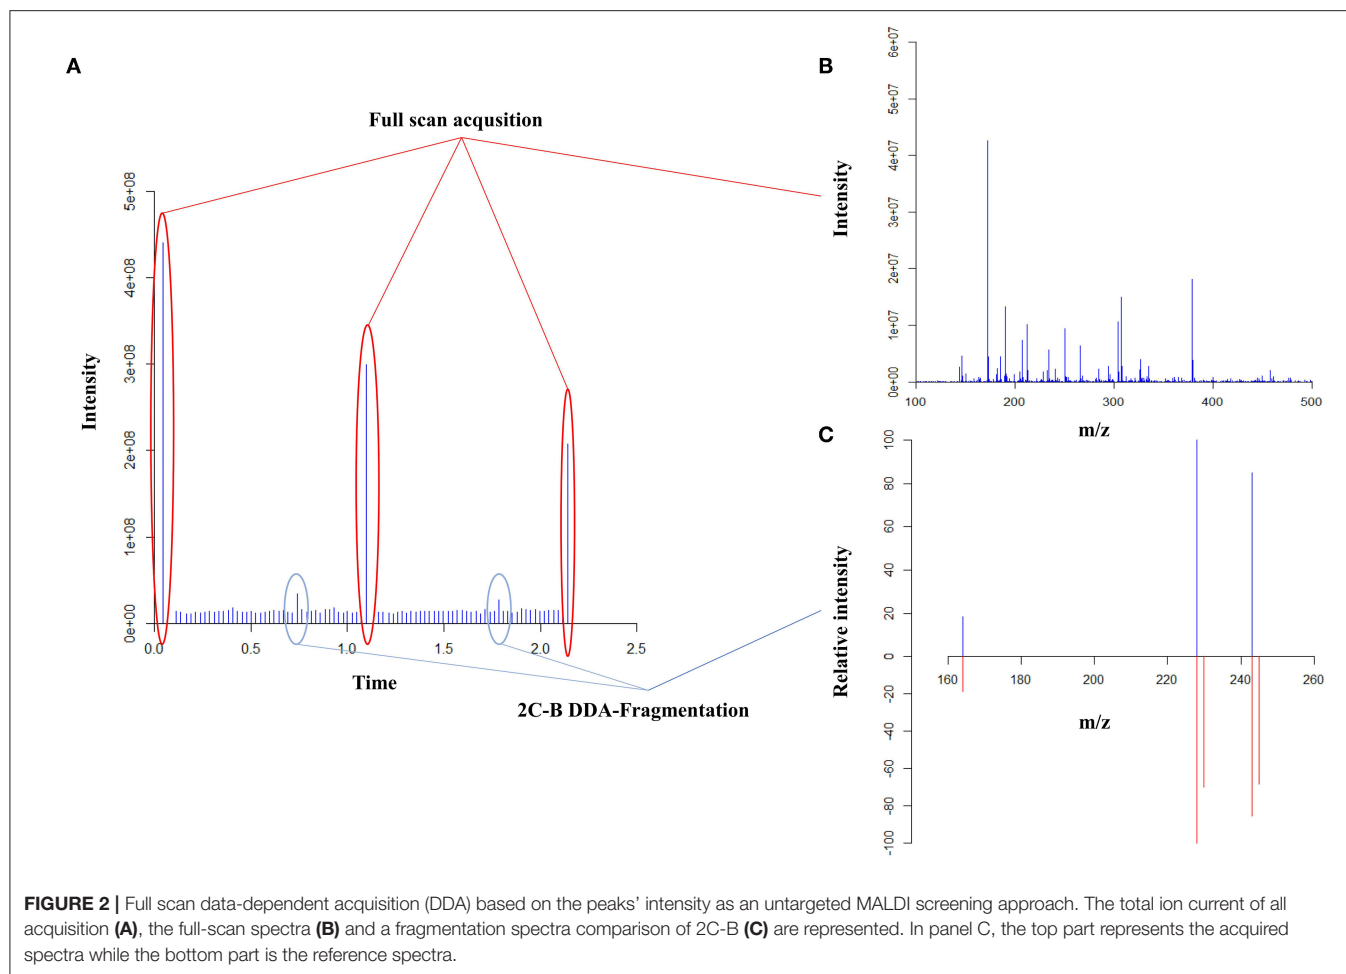 A
Full scan acqusition
Intensity
5e+08
4e+08
3e+08
2e+08
1e+08
0e+00
0.0 0.5 1.0 1.5 2.0 2.5
Time
2C-B DDA-Fragmentation
B
Intensity
6e+07
5e+07
4e+07
3e+07
2e+07
1e+07
0e+00
100 200 300 400 500
m/z
C
Relative intensity
100
80
60
40
20
0
-20
-40
-60
-80
-100
160 180 200 220 240 260
m/z
FIGURE 2 | Full scan data-dependent acquisition (DDA) based on the peaks' intensity as an untargeted MALDI screening approach. The total ion current of all
acquisition (A), the full-scan spectra (B) and a fragmentation spectra comparison of 2C-B (C) are represented. In panel C, the top part represents the acquired
spectra while the bottom part is the reference spectra.